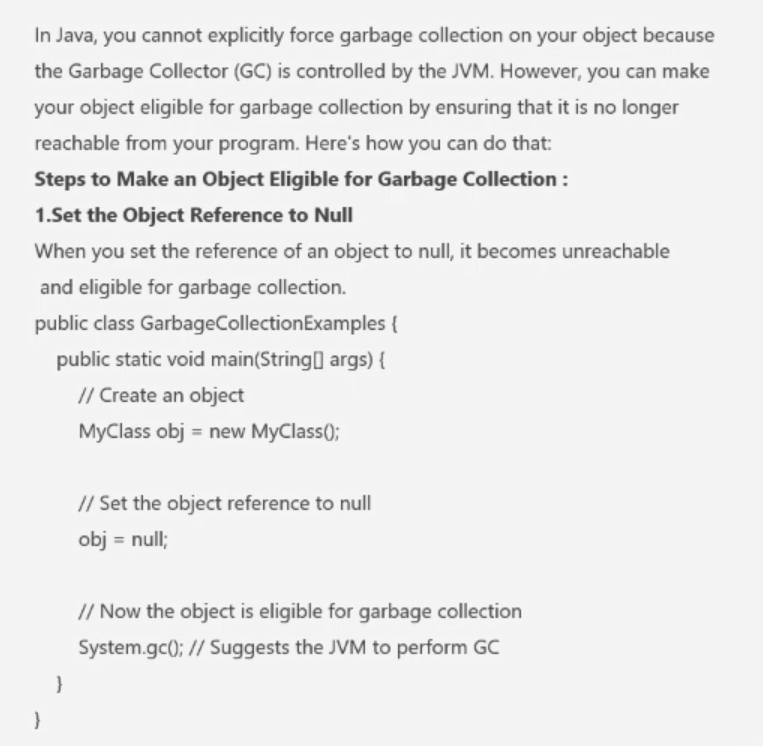 In Java, you cannot explicitly force garbage collection on your object because
the Garbage Collector (GC) is controlled by the JVM. However, you can make
your object eligible for garbage collection by ensuring that it is no longer
reachable from your program. Here's how you can do that:
Steps to Make an Object Eligible for Garbage Collection :
1.Set the Object Reference to Null
When you set the reference of an object to null, it becomes unreachable
and eligible for garbage collection.
public class GarbageCollectionExamples {
public static void main(String[] args) {
// Create an object
MyClass obj = new MyClass();
// Set the object reference to null
obj = null;
// Now the object is eligible for garbage collection
System.gc(); // Suggests the JVM to perform GC
}
}